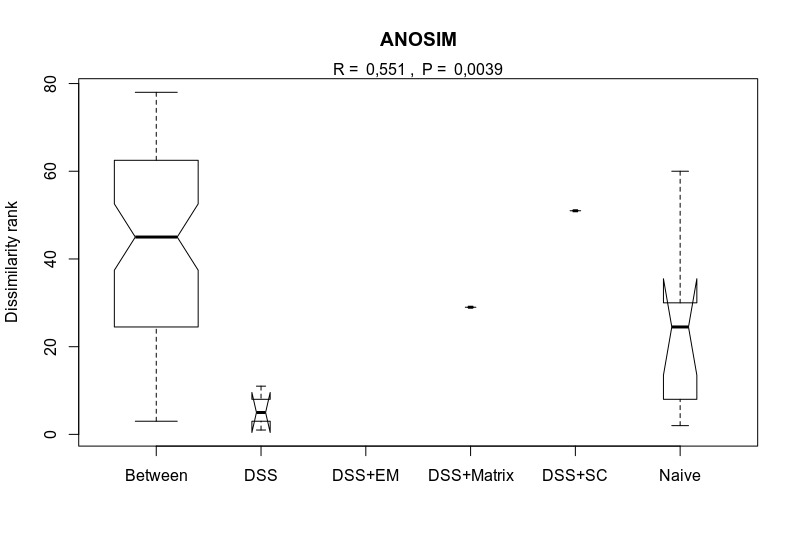 ANOSIM
R = 0,551 , P = 0,0039
Dissimilarity rank
80
60
40
20
0
Between DSS DSS+EM DSS+Matrix DSS+SC Naive